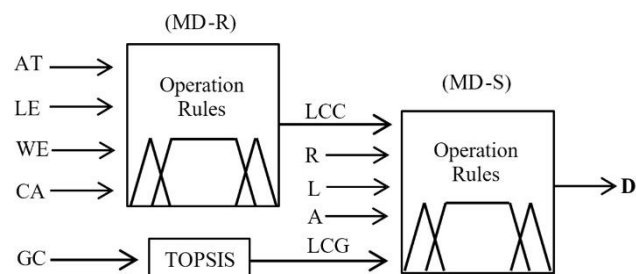 (MD-R)
AT
LE
WE
CA
Operation
Rules
LCC
R
L
A
(MD-S)
Operation
Rules
D
GC
TOPSIS
LCG